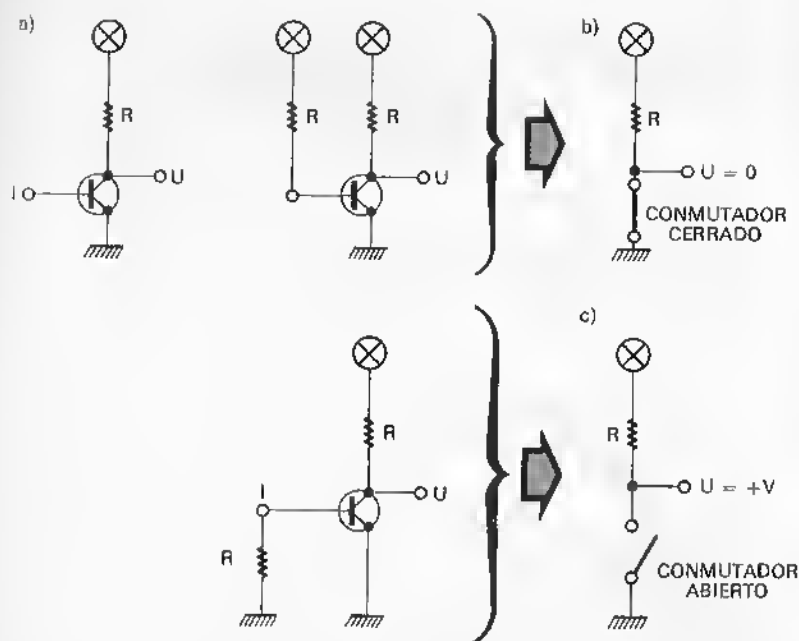 a)
R
I
U
R
R
U
b)
R
U = 0
CONMUTADOR
CERRADO
R
I
U
R
c)
R
U = +V
CONMUTADOR
ABIERTO